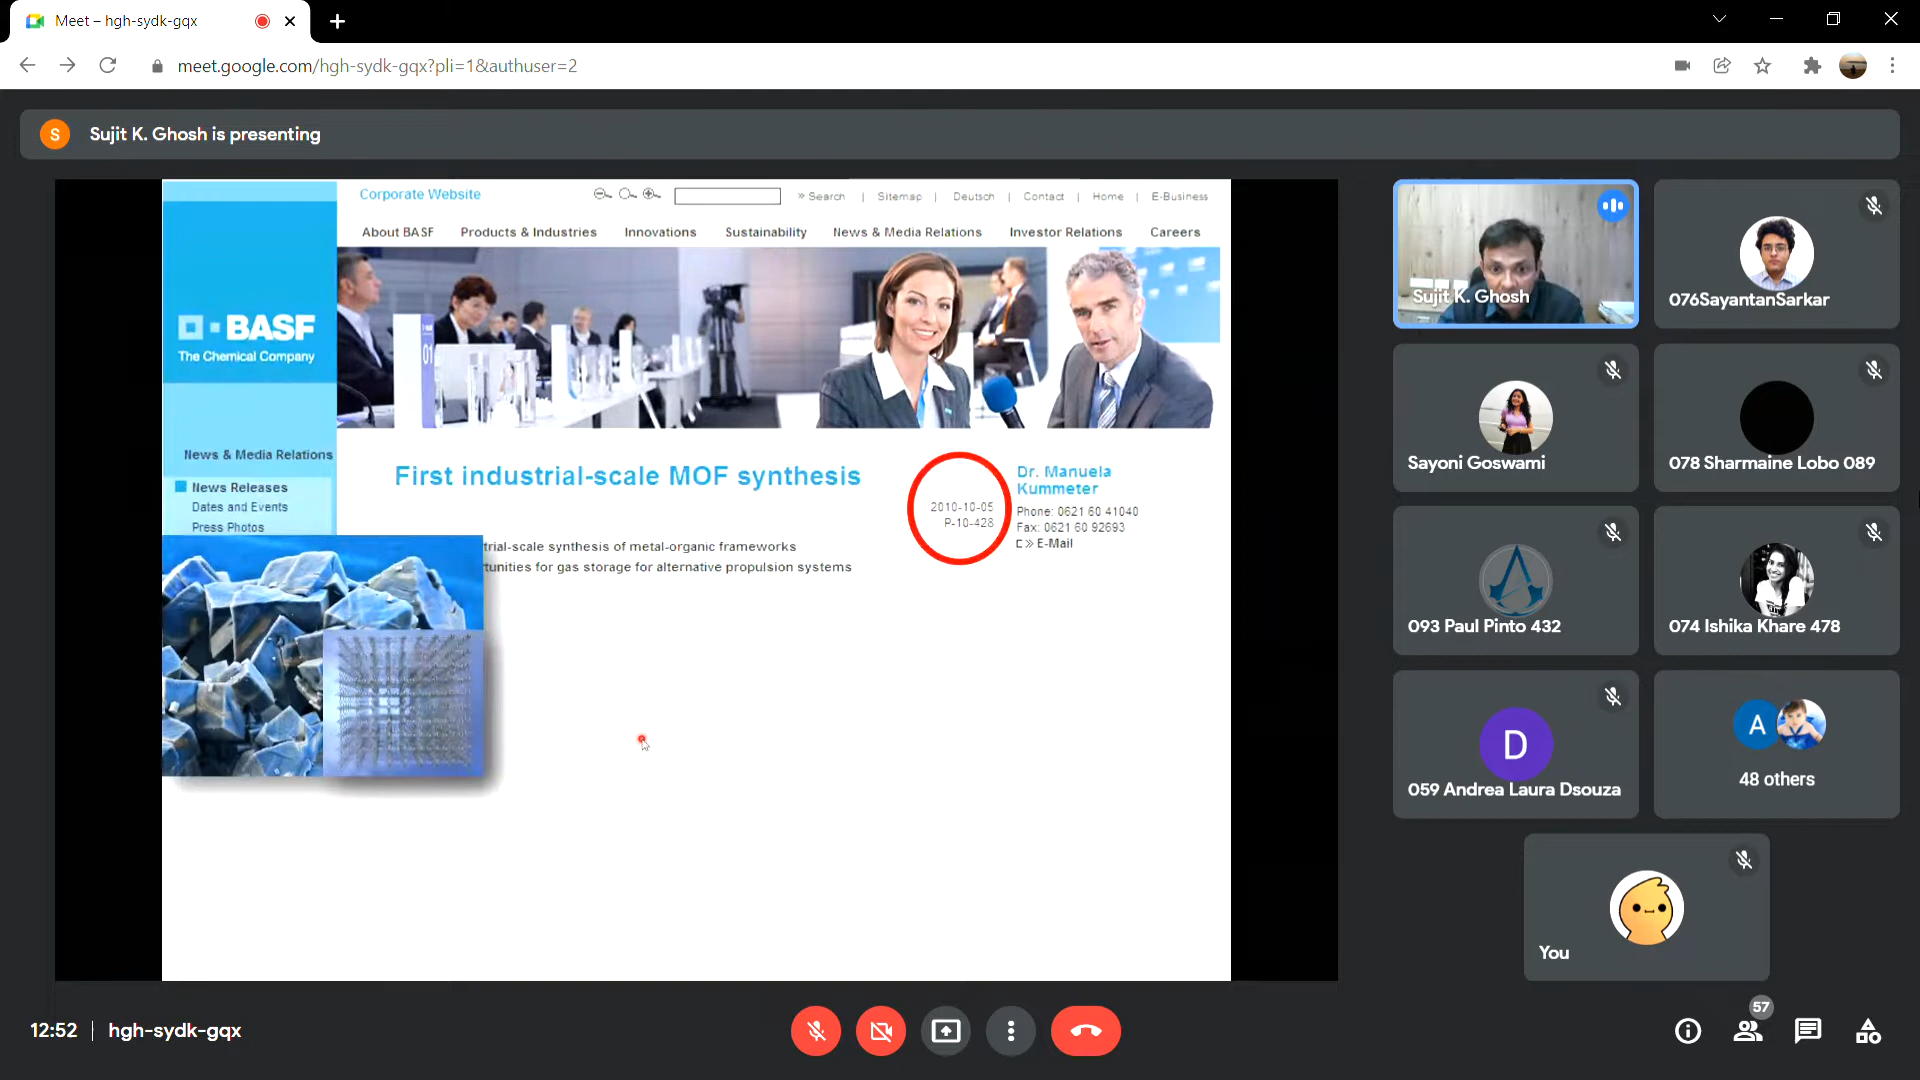 Meet – hgh-sydk-gqx
meet.google.com/hgh-sydk-gqx?pli=1&authuser=2
S
Sujit K. Ghosh is presenting
Corporate Website
» Search | Sitemap | Deutsch | Contact | Home | E-Business
About BASF Products & Industries Innovations Sustainability News & Media Relations Investor Relations Careers
BASF
The Chemical Company
01
News & Media Relations
News Releases
Dates and Events
Press Photos
First industrial-scale MOF synthesis
2010-10-05
P-10-428
Dr. Manuela
Kummeter
Phone: 0621 60 41040
Fax: 0621 60 92693
» E-Mail
trial-scale synthesis of metal-organic frameworks
tunities for gas storage for alternative propulsion systems
Sujit K. Ghosh
076SayantanSarkar
Sayoni Goswami
078 Sharmaine Lobo 089
093 Paul Pinto 432
074 Ishika Khare 478
D
059 Andrea Laura Dsouza
A
48 others
You
12:52 | hgh-sydk-gqx
57